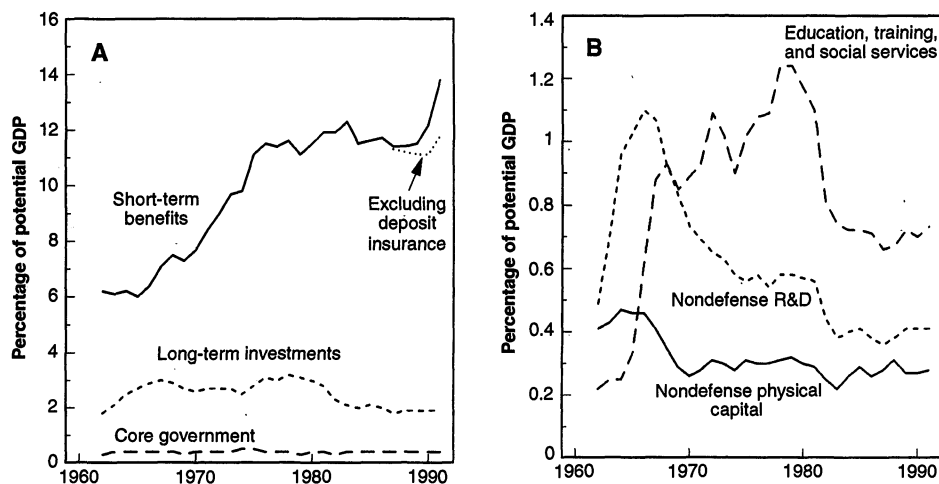 A
Percentage of potential GDP
16
14
12
10
8
6
4
2
0
1960
1970
1980
1990
Short-term
benefits
Excluding
deposit
insurance
Long-term investments
Core government
B
Percentage of potential GDP
1.4
1.2
1
0.8
0.6
0.4
0.2
0
1960
1970
1980
1990
Education, training,
and social services
Nondefense R&D
Nondefense physical
capital